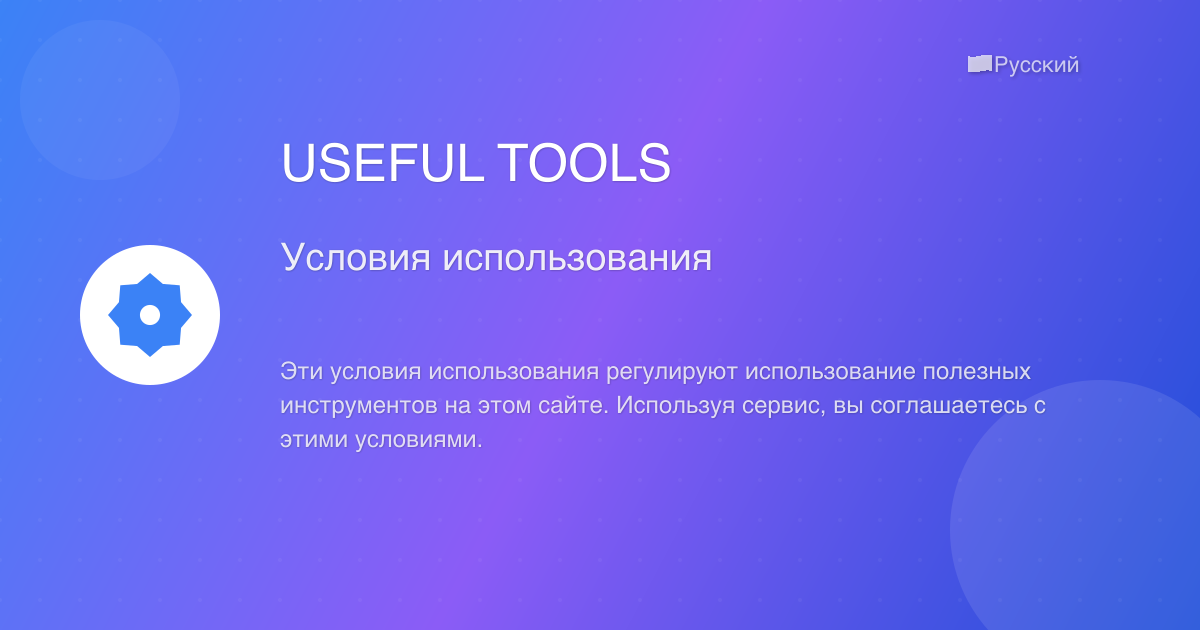 Русский
USEFUL TOOLS
Условия использования
Эти условия использования регулируют использование полезных
инструментов на этом сайте. Используя сервис, вы соглашаетесь с
этими условиями.